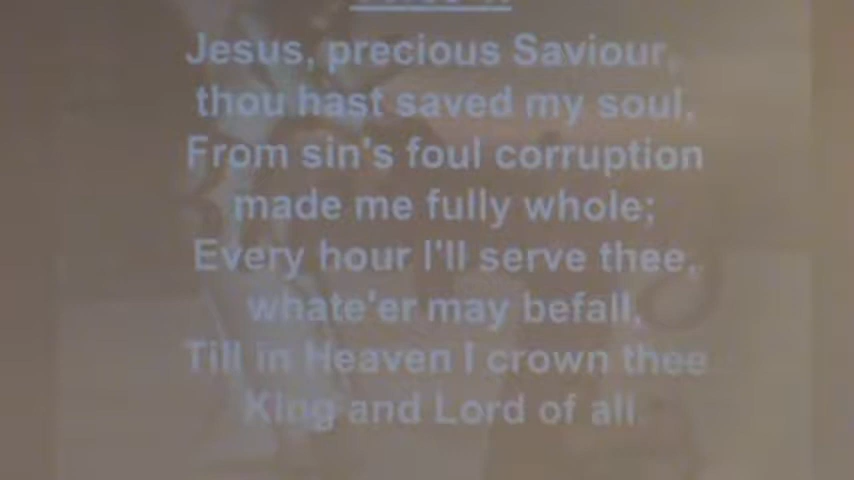 Jesus, precious Saviour,
thou hast saved my soul,
From sin's foul corruption
made me fully whole;
Every hour I'll serve thee,
whate'er may befall,
Till in Heaven I crown thee
King and Lord of all.